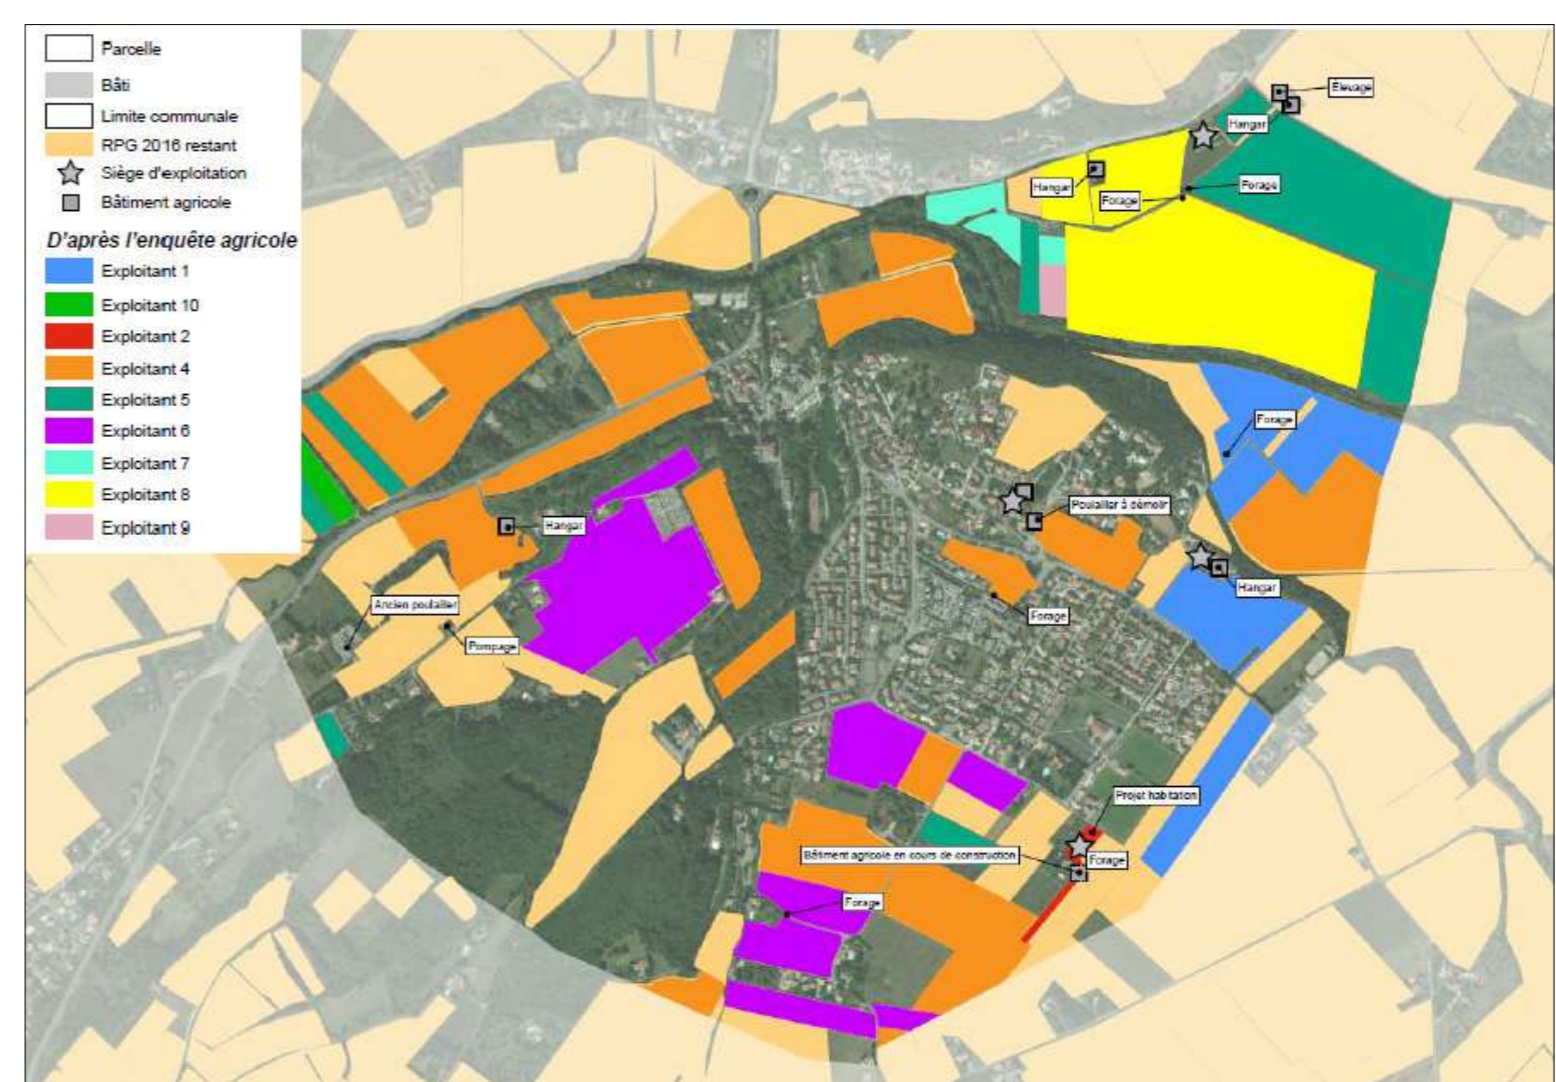 Parcelle
Bâti
Limite communale
RPG 2016 restant
Siège d'exploitation
Bâtiment agricole
D'après l'enquête agricole
Exploitant 1
Exploitant 10
Exploitant 2
Exploitant 4
Exploitant 5
Exploitant 6
Exploitant 7
Exploitant 8
Exploitant 9
Élevage
Hangar
Hangar
Forage
Forage
Forage
Poulailler à démolir
Hangar
Hangar
Ancien poulailler
Forage
Pompage
Projet habitation
Bâtiment agricole en cours de construction
Forage
Forage